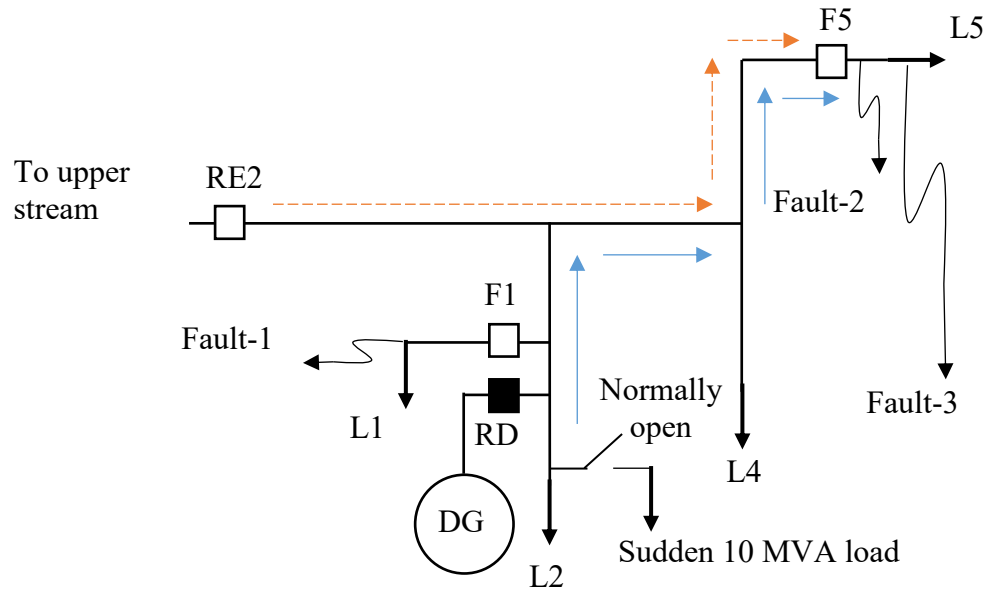 F5
L5
To upper
stream
RE2
Fault-2
F1
Fault-1
Normally
open
Fault-3
L1
RD
L4
DG
Sudden 10 MVA load
L2